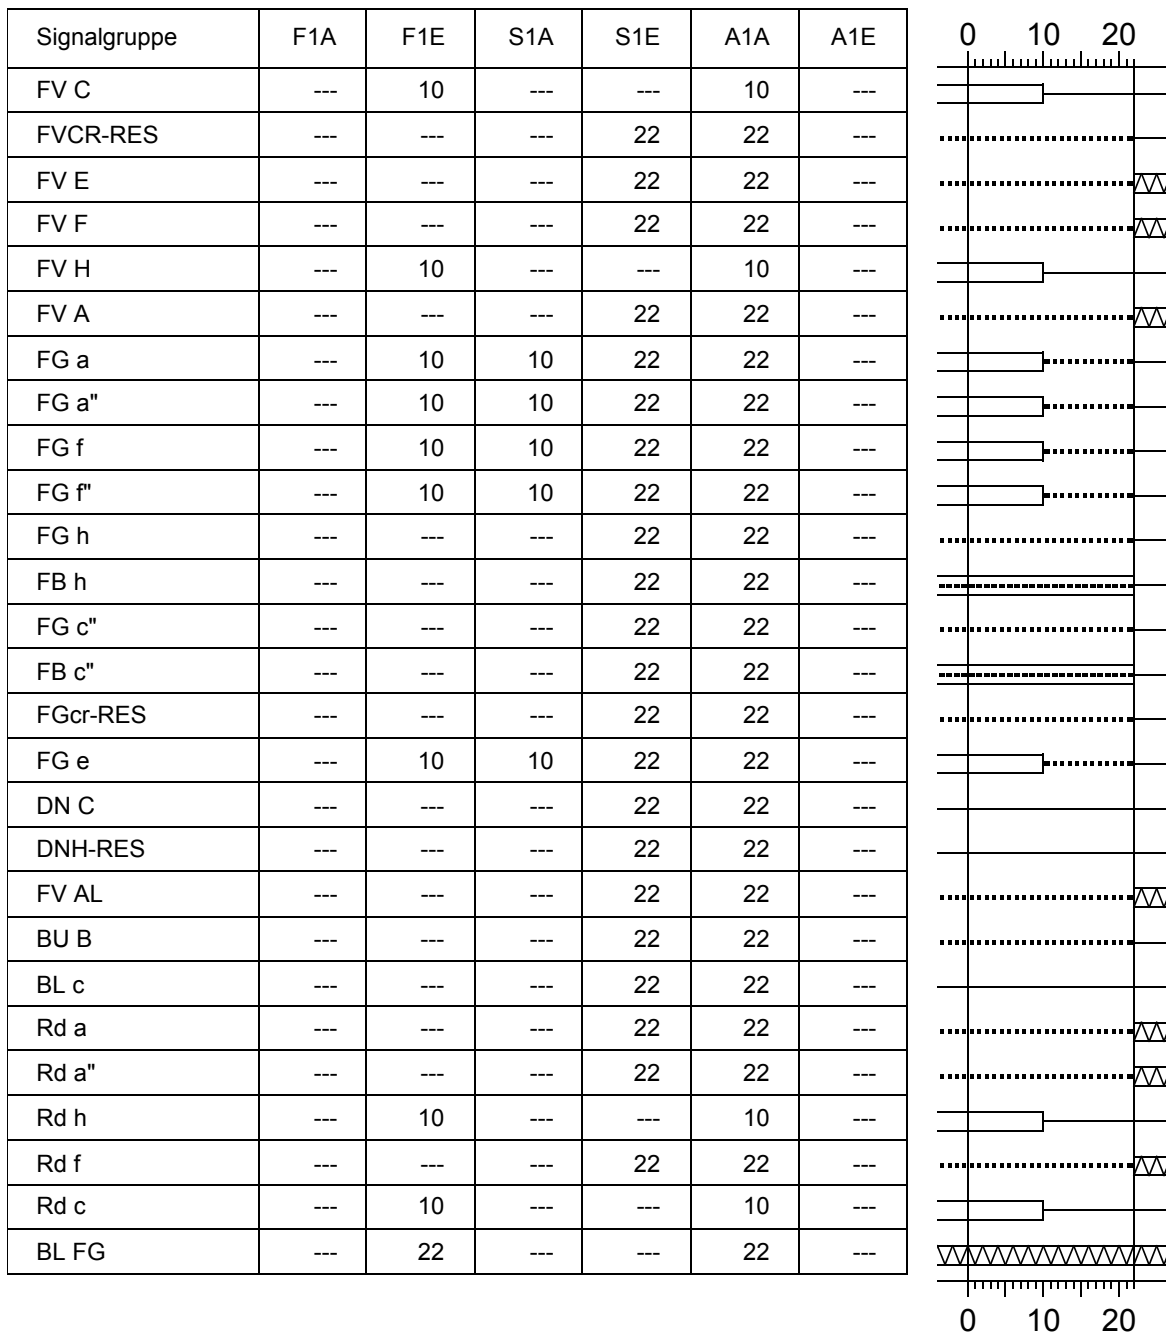 Signalgruppe F1A F1E S1A S1E A1A A1E 0 10 20
FV C --- 10 --- --- 10 ---
FVCR-RES --- --- --- 22 22 ---
FV E --- --- --- 22 22 ---
FV F --- --- --- 22 22 ---
FV H --- 10 --- --- 10 ---
FV A --- --- --- 22 22 ---
FG a --- 10 10 22 22 ---
FG a" --- 10 10 22 22 ---
FG f --- 10 10 22 22 ---
FG f" --- 10 10 22 22 ---
FG h --- --- --- 22 22 ---
FB h --- --- --- 22 22 ---
FG c" --- --- --- 22 22 ---
FB c" --- --- --- 22 22 ---
FGcr-RES --- --- --- 22 22 ---
FG e --- 10 10 22 22 ---
DN C --- --- --- 22 22 ---
DNH-RES --- --- --- 22 22 ---
FV AL --- --- --- 22 22 ---
BU B --- --- --- 22 22 ---
BL c --- --- --- 22 22 ---
Rd a --- --- --- 22 22 ---
Rd a" --- --- --- 22 22 ---
Rd h --- 10 --- --- 10 ---
Rd f --- --- --- 22 22 ---
Rd c --- 10 --- --- 10 ---
BL FG --- 22 --- --- 22 ---
0 10 20